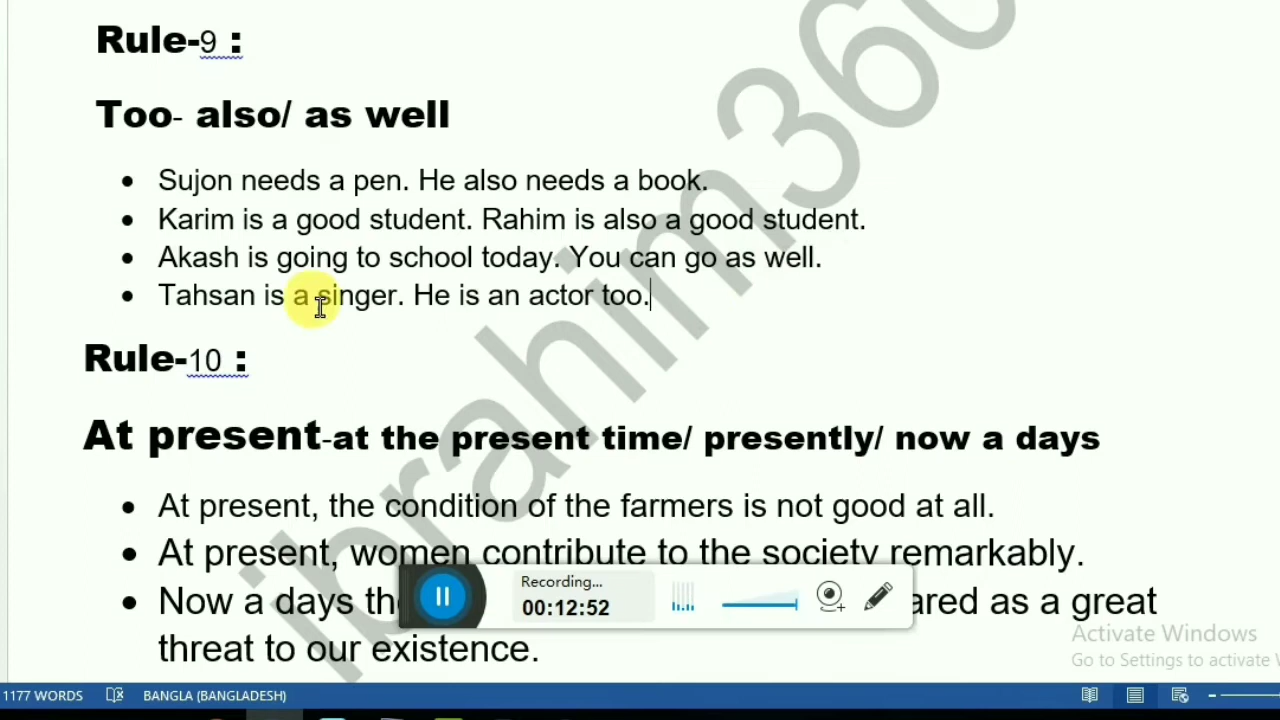 Rule-9 :
Too- also/ as well
• Sujon needs a pen. He also needs a book.
• Karim is a good student. Rahim is also a good student.
• Akash is going to school today. You can go as well.
• Tahsan is a singer. He is an actor too.
Rule-10 :
At present-at the present time/ presently/ now a days
• At present, the condition of the farmers is not good at all.
• At present, women contribute to the society remarkably.
• Now a days ared as a great
threat to our existence.
Recording...
00:12:52
Activate Windows
Go to Settings to activate
1177 WORDS BANGLA (BANGLADESH)
ibrahim360